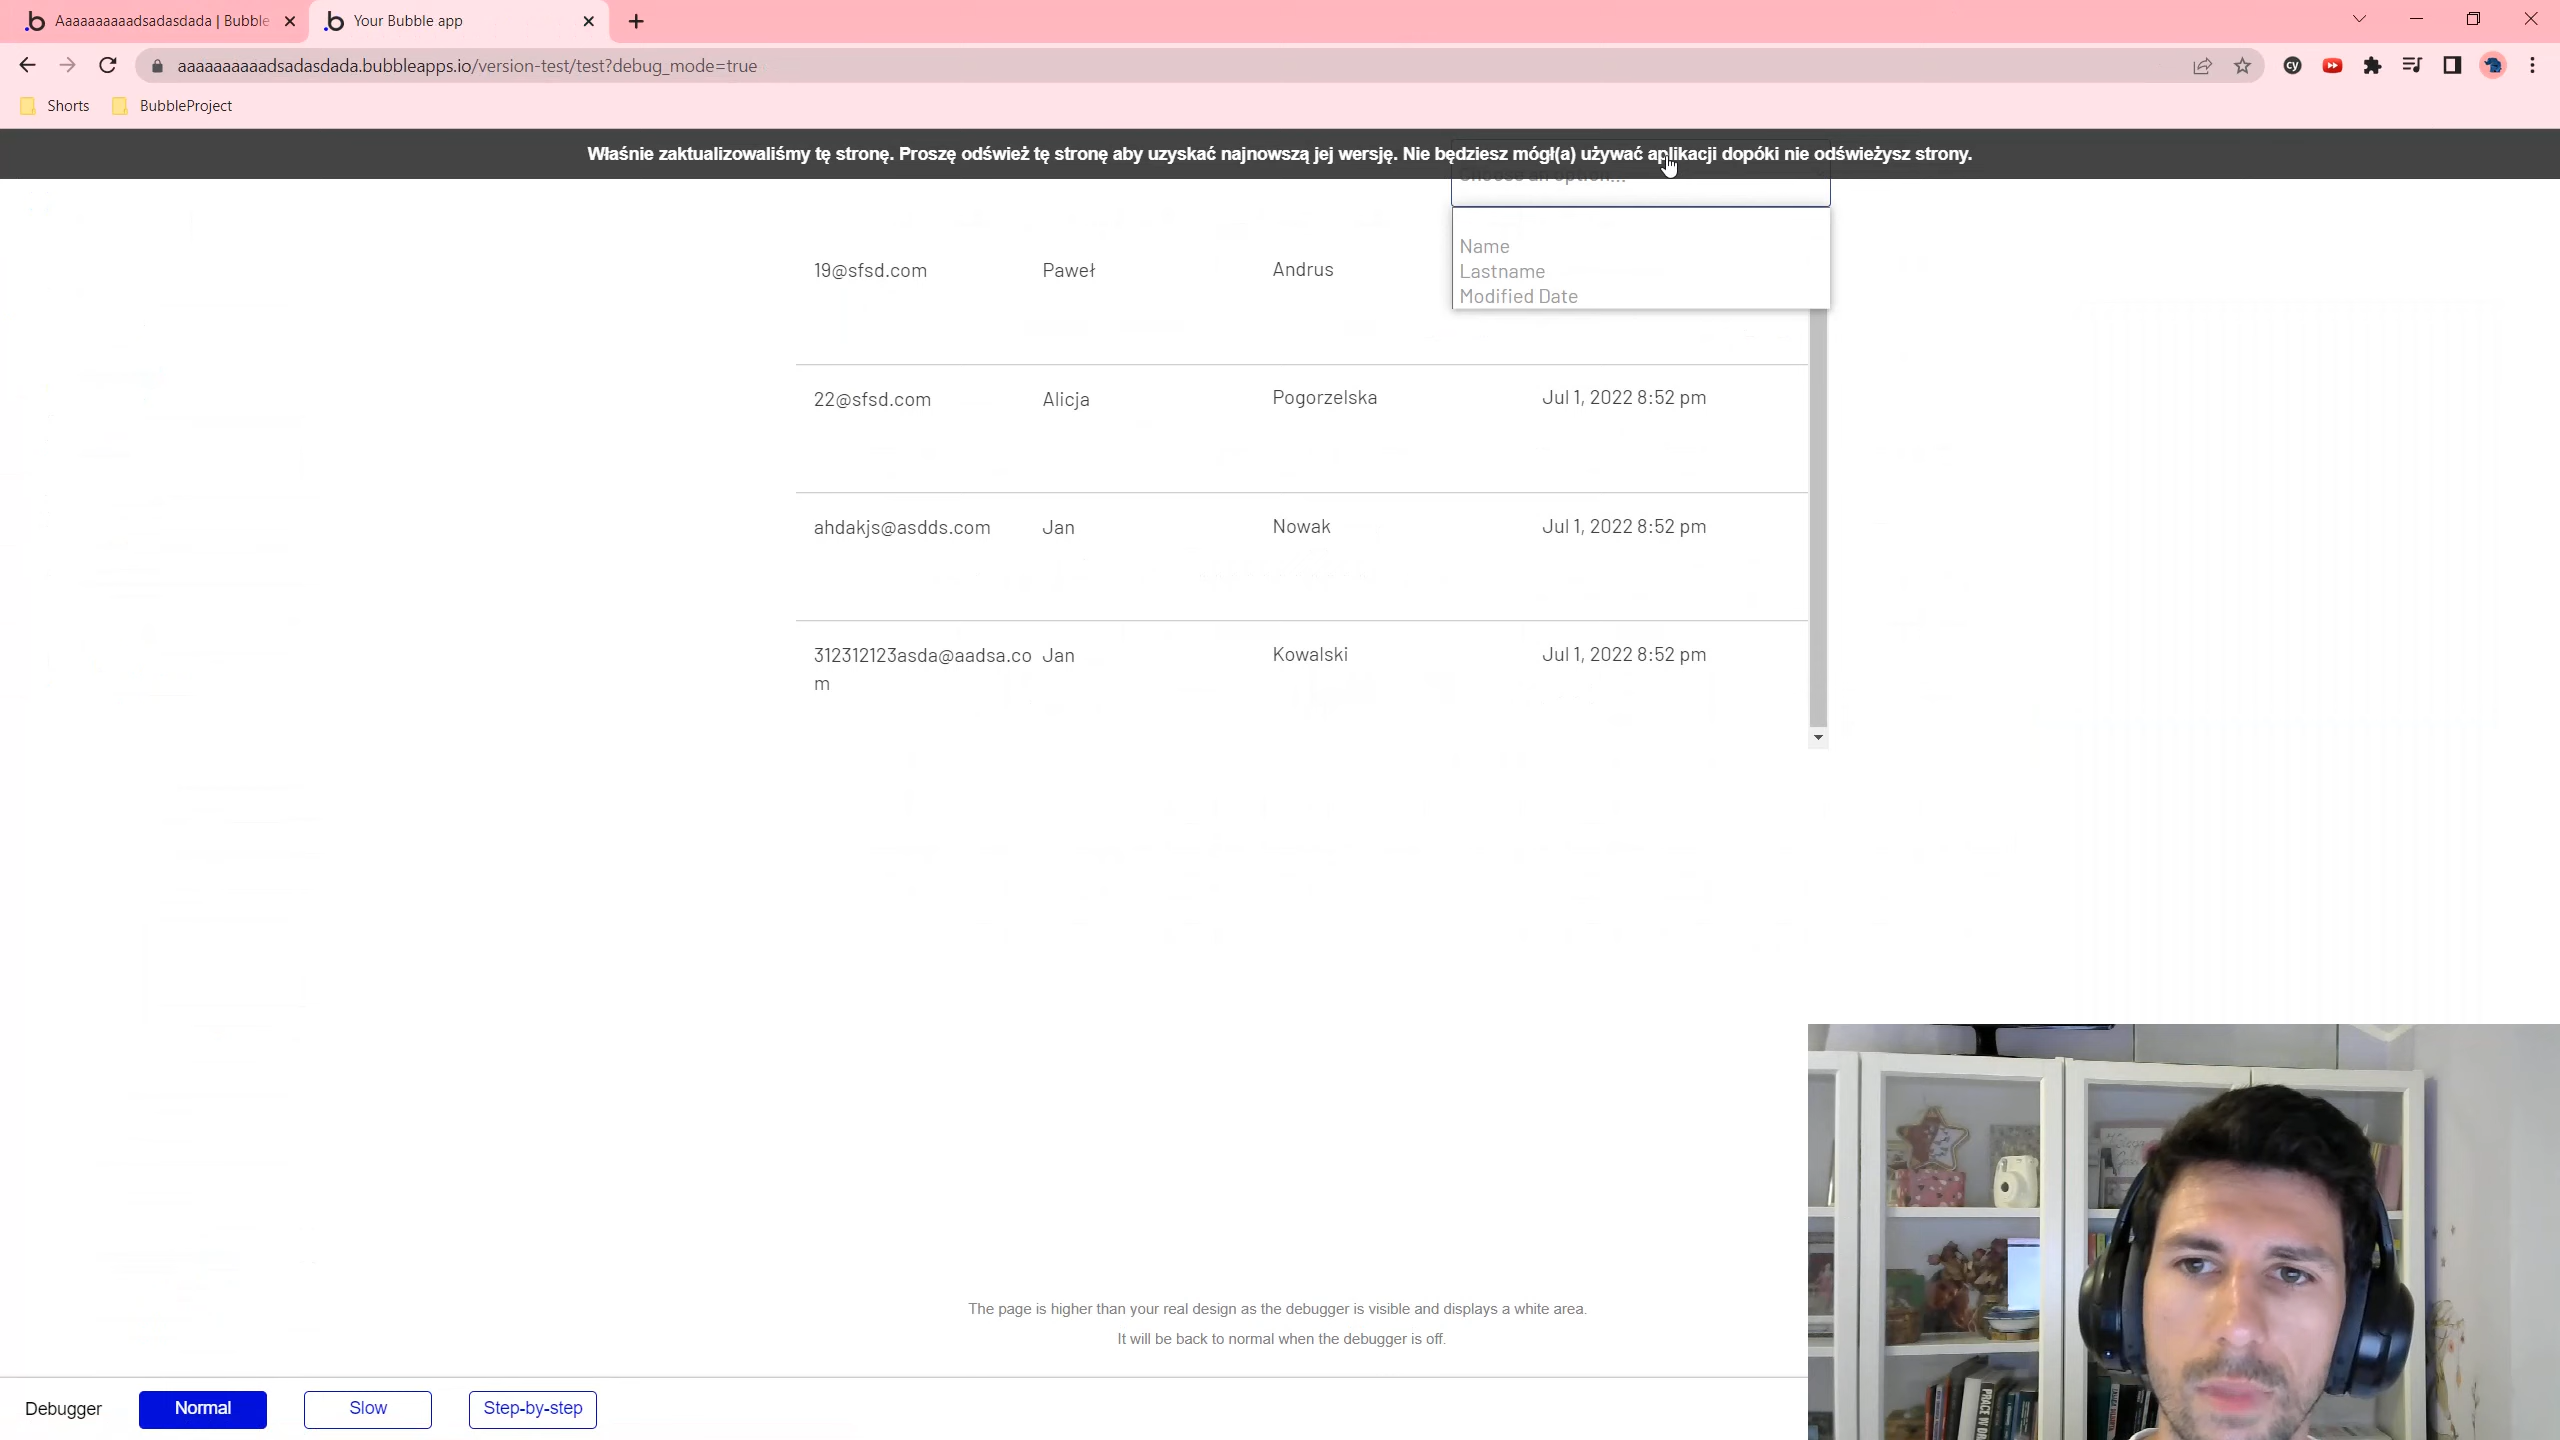 Aaaaaaaaaadsadasdada | Bubble
Your Bubble app
aaaaaaaaaadsadasdada.bubbleapps.io/version-test/test?debug_mode=true
Shorts
BubbleProject
Właśnie zaktualizowaliśmy tę stronę. Proszę odśwież tę stronę aby uzyskać najnowszą jej wersję. Nie będziesz mógł(a) używać aplikacji dopóki nie odświeżysz strony.
Choose an option...
Name
Lastname
Modified Date
19@sfsd.com Paweł Andrus
22@sfsd.com Alicja Pogorzelska Jul 1, 2022 8:52 pm
ahdakjs@asdds.com Jan Nowak Jul 1, 2022 8:52 pm
312312123asda@aadsa.co Jan Kowalski Jul 1, 2022 8:52 pm
m
The page is higher than your real design as the debugger is visible and displays a white area.
It will be back to normal when the debugger is off.
Debugger Normal Slow Step-by-step